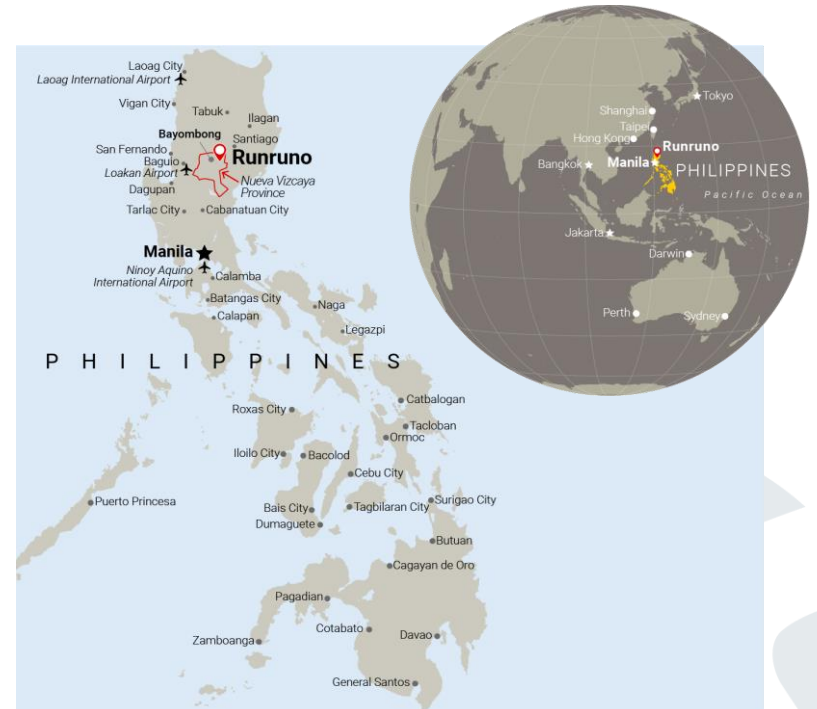 Laoag City
Laoag International Airport
Vigan City
Tabuk
Ilagan
Bayombong
Santiago
San Fernando
Runruno
Baguio
Loakan Airport
Nueva Vizcaya
Province
Dagupan
Tarlac City
Cabanatuan City
Manila
Ninoy Aquino
International Airport
Calamba
Batangas City
Calapan
Naga
Legazpi
PHILIPPINES
Catbalogan
Roxas City
Tacloban
Ormoc
Iloilo City
Bacolod
Cebu City
Puerto Princesa
Bais City
Tagbilaran City
Surigao City
Dumaguete
Butuan
Cagayan de Oro
Pagadian
Cotabato
Davao
Zamboanga
General Santos
Tokyo
Shanghai
Taipei
Hong Kong
Runruno
Bangkok
Manila
PHILIPPINES
Pacific Ocean
Jakarta
Darwin
Perth
Sydney